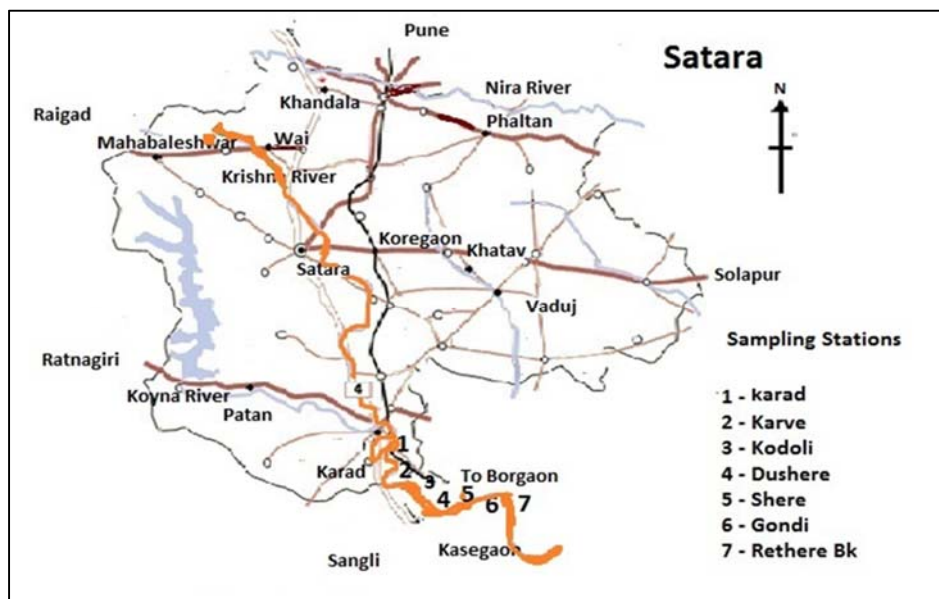 Pune
Satara
N
Nira River
Khandala
Phaltan
Raigad
Mahabaleshwar
Wai
Krishna River
Koregaon
Khatav
Satara
Solapur
Vaduj
Sampling Stations
Ratnagiri
4
Koyna River
Patan
1 - karad
2 - Karve
3 - Kodoli
4 - Dushere
5 - Shere
6 - Gondi
7 - Rethere Bk
1
Karad
2
3
To Borgaon
4
5
6
7
Sangli
Kasegaon